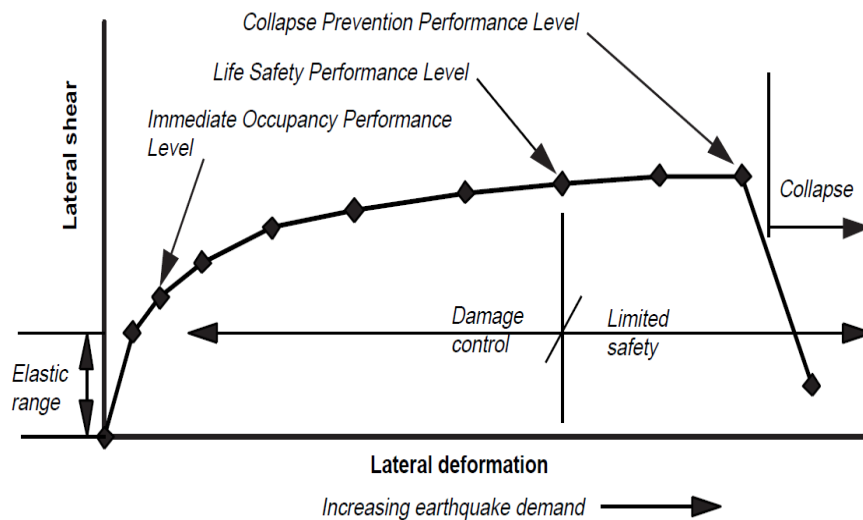 Collapse Prevention Performance Level
Life Safety Performance Level
Immediate Occupancy Performance
Level
Lateral shear
Collapse
Damage
control
Limited
safety
Elastic
range
Lateral deformation
Increasing earthquake demand